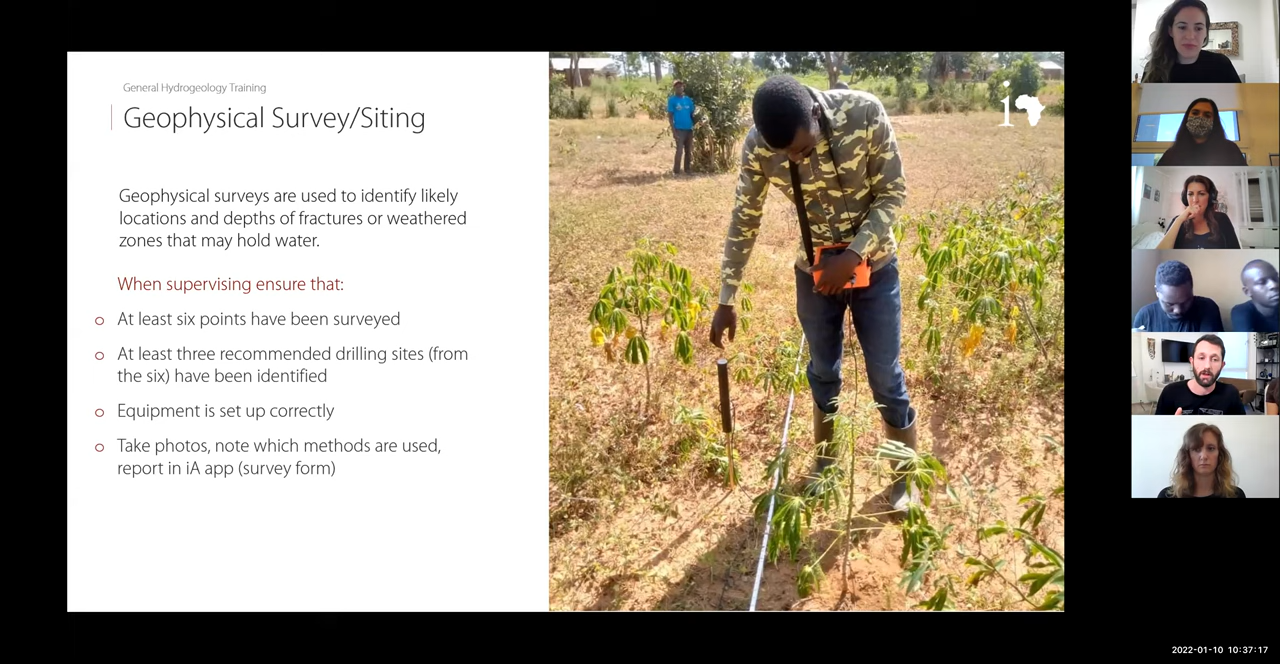 General Hydrogeology Training
Geophysical Survey/Siting
Geophysical surveys are used to identify likely
locations and depths of fractures or weathered
zones that may hold water.
When supervising ensure that:
o At least six points have been surveyed
o At least three recommended drilling sites (from
the six) have been identified
o Equipment is set up correctly
o Take photos, note which methods are used,
report in iA app (survey form)
i
2022-01-10 10:37:17